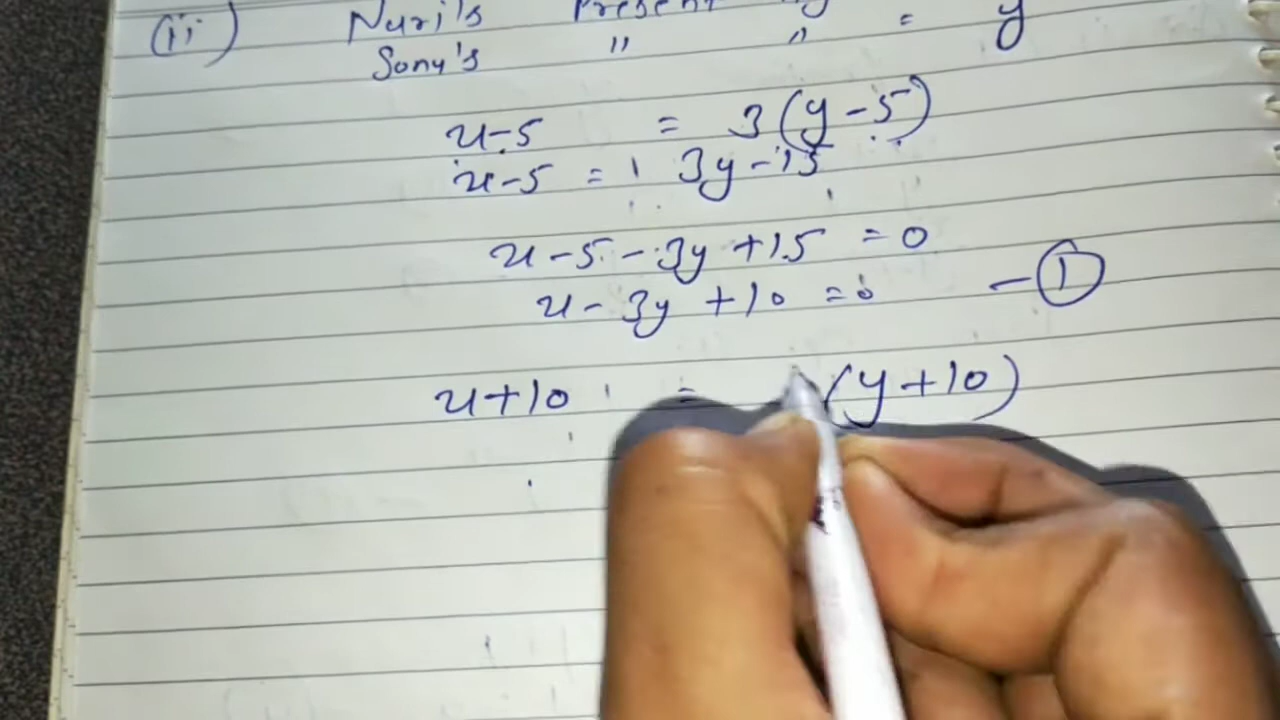 (ii) Nuri's Present
Sony's " " = y
x-5 = 3(y-5)
x-5 = 3y-15
x-5-3y+15 =0
x-3y+10 =0 -①
x+10 = (y+10)